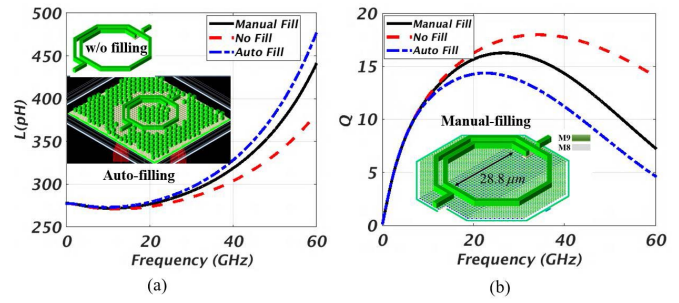 500
450
400
350
300
250
L(pH)
0
20
40
60
Frequency (GHz)
Manual Fill
No Fill
Auto Fill
w/o filling
Auto-filling
(a)
20
15
10
5
0
Q
0
20
40
60
Frequency (GHz)
Manual Fill
No Fill
Auto Fill
Manual-filling
M9
M8
28.8 μm
(b)